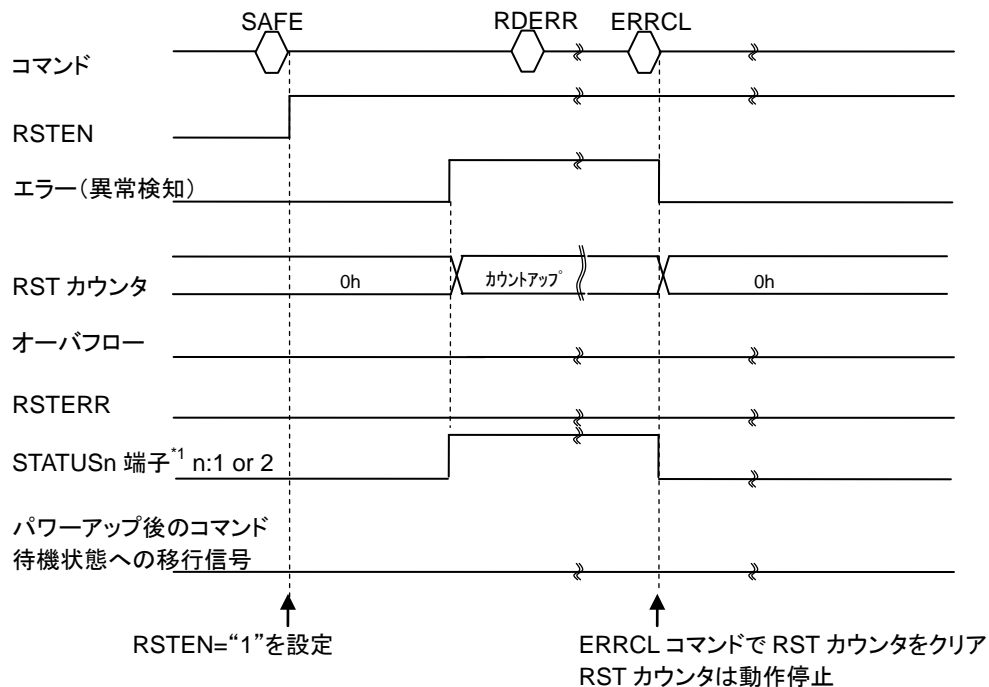 SAFE RDERR ERRCL
コマンド
RSTEN
エラー(異常検知)
RST カウンタ 0h カウントアップ 0h
オーバフロー
RSTERR
STATUSn 端子*1 n:1 or 2
パワーアップ後のコマンド
待機状態への移行信号
RSTEN=“1”を設定
ERRCL コマンドで RST カウンタをクリア
RST カウンタは動作停止